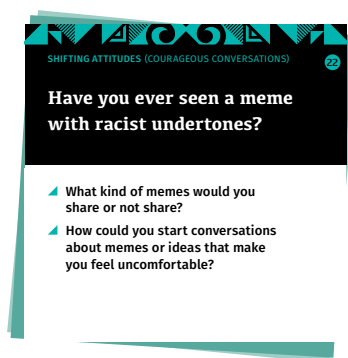 SHIFTING ATTITUDES (COURAGEOUS CONVERSATIONS)
22
Have you ever seen a meme
with racist undertones?
What kind of memes would you
share or not share?
How could you start conversations
about memes or ideas that make
you feel uncomfortable?